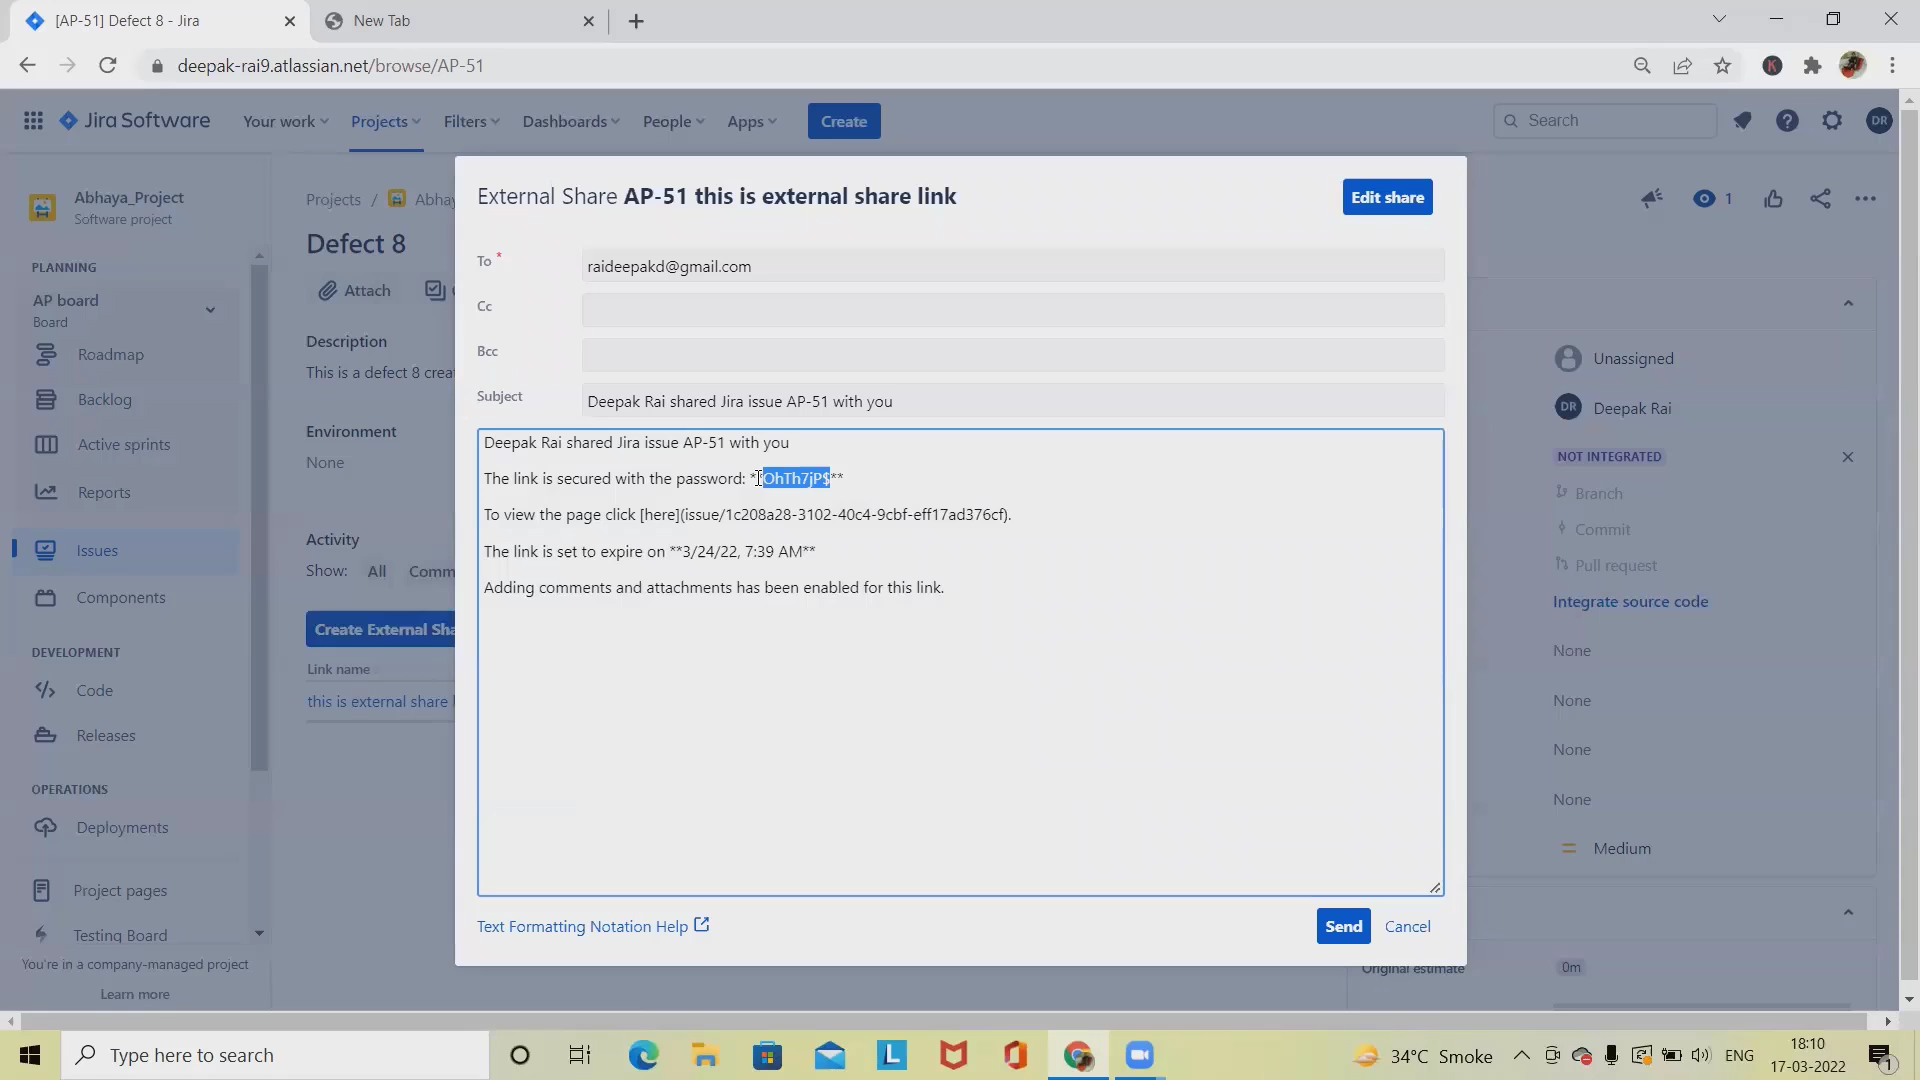 [AP-51] Defect 8 - Jira
New Tab
deepak-rai9.atlassian.net/browse/AP-51
K
Jira Software
Your work
Projects
Filters
Dashboards
People
Apps
Create
Search
DR
Abhaya_Project
Software project
PLANNING
AP board
Board
Roadmap
Backlog
Active sprints
Reports
Issues
Components
DEVELOPMENT
Code
Releases
OPERATIONS
Deployments
Project pages
Testing Board
You're in a company-managed project
Learn more
Projects /
Defect 8
Attach
Description
This is a defect 8
Environment
None
Activity
Show:
All
Create External
Link name
this is external share
External Share AP-51 this is external share link
Edit share
To *
raideepakd@gmail.com
Cc
Bcc
Subject
Deepak Rai shared Jira issue AP-51 with you
Deepak Rai shared Jira issue AP-51 with you
The link is secured with the password: **OhTh7jP$**
To view the page click [here](issue/1c208a28-3102-40c4-9cbf-eff17ad376cf).
The link is set to expire on **3/24/22, 7:39 AM**
Adding comments and attachments has been enabled for this link.
Text Formatting Notation Help
Send
Cancel
1
Unassigned
DR
Deepak Rai
NOT INTEGRATED
Branch
Commit
Pull request
Integrate source code
None
None
None
None
Medium
Original estimate
0m
Type here to search
L
34°C Smoke
ENG
18:10
17-03-2022
1